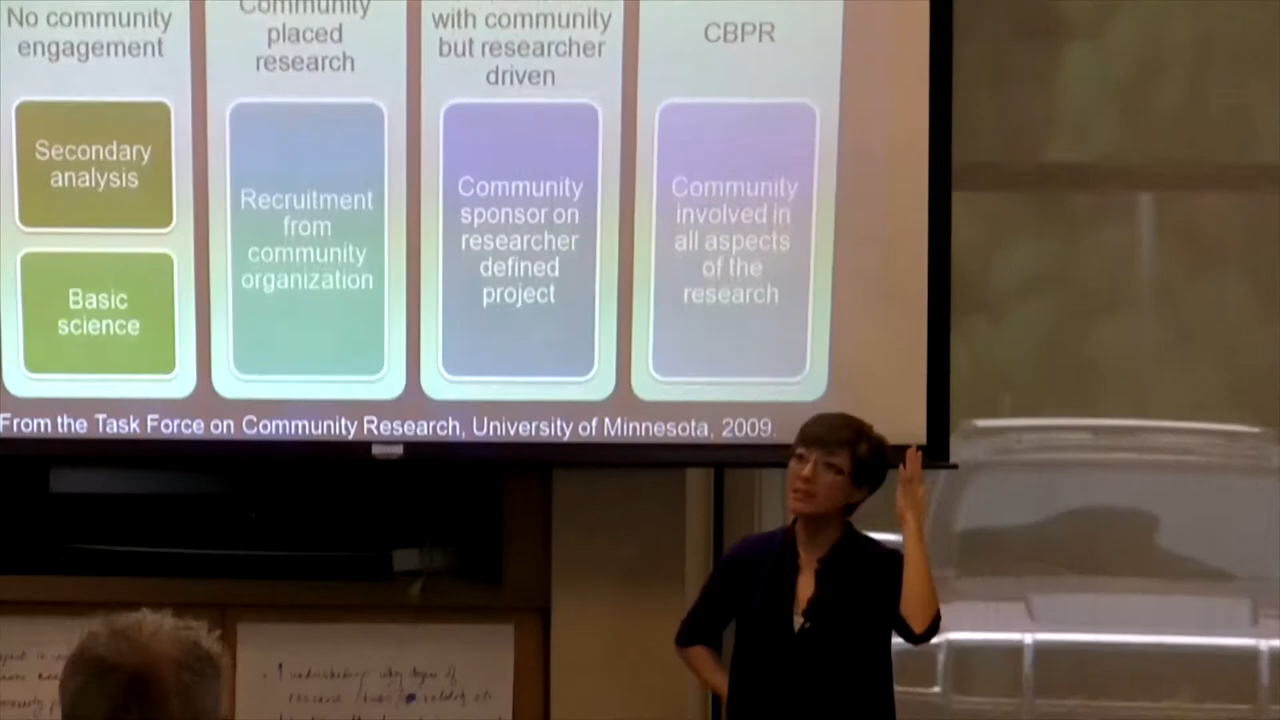 No community
engagement
Community
placed
research
with community
but researcher
driven
CBPR
Secondary
analysis
Basic
science
Recruitment
from
community
organization
Community
sponsor on
researcher
defined
project
Community
involved in
all aspects
of the
research
From the Task Force on Community Research, University of Minnesota, 2009.